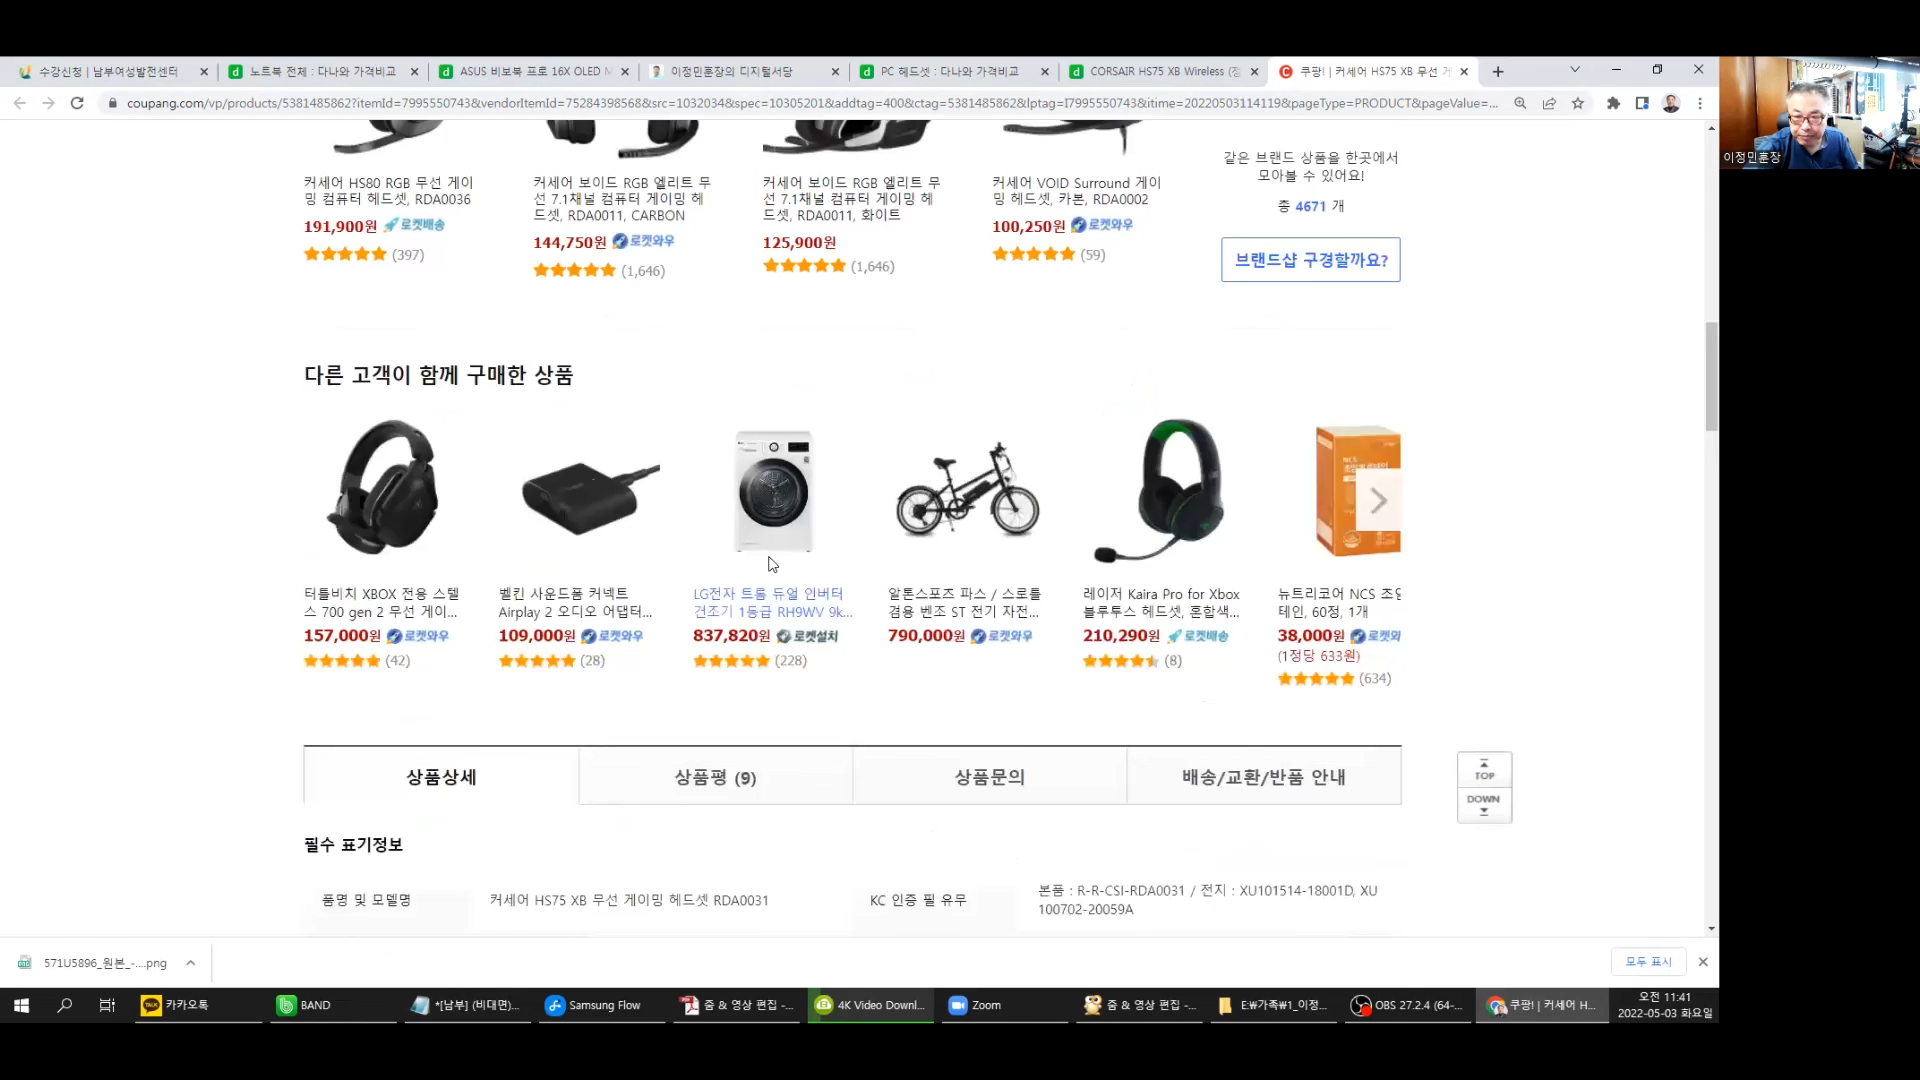 수강신청 | 남부여성발전센터
노트북 전체 : 다나와 가격비교
ASUS 비보북 프로 16X OLED M
이정민훈장의 디지털서당
PC 헤드셋 : 다나와 가격비교
CORSAIR HS75 XB Wireless (정
쿠팡! | 커세어 HS75 XB 무선 게
coupang.com/vp/products/5381485862?itemId=7995550743&vendorItemId=75284398568&src=1032034&spec=10305201&addtag=400&ctag=5381485862&lptag=I7995550743&itime=20220503114119&pageType=PRODUCT&pageValue=...
이정민훈장
커세어 HS80 RGB 무선 게이
밍 컴퓨터 헤드셋, RDA0036
191,900원 로켓배송
(397)
커세어 보이드 RGB 엘리트 무
선 7.1채널 컴퓨터 게이밍 헤
드셋, RDA0011, CARBON
144,750원 로켓와우
(1,646)
커세어 보이드 RGB 엘리트 무
선 7.1채널 컴퓨터 게이밍 헤
드셋, RDA0011, 화이트
125,900원
(1,646)
커세어 VOID Surround 게이
밍 헤드셋, 카본, RDA0002
100,250원 로켓와우
(59)
같은 브랜드 상품을 한곳에서
모아볼 수 있어요!
총 4671 개
브랜드샵 구경할까요?
다른 고객이 함께 구매한 상품
터틀비치 XBOX 전용 스텔
스 700 gen 2 무선 게이...
157,000원 로켓와우
(42)
벨킨 사운드폼 커넥트
Airplay 2 오디오 어댑터...
109,000원 로켓와우
(28)
LG전자 트롬 듀얼 인버터
건조기 1등급 RH9WV 9k...
837,820원 로켓설치
(228)
알톤스포츠 파스 / 스로틀
겸용 벤조 ST 전기 자전...
790,000원 로켓와우
레이저 Kaira Pro for Xbox
블루투스 헤드셋, 혼합색...
210,290원 로켓배송
(8)
뉴트리코어 NCS 초임
테인, 60정, 1개
38,000원 로켓와
(1정당 633원)
(634)
상품상세
상품평 (9)
상품문의
배송/교환/반품 안내
TOP
DOWN
필수 표기정보
품명 및 모델명
커세어 HS75 XB 무선 게이밍 헤드셋 RDA0031
KC 인증 필 유무
본품 : R-R-CSI-RDA0031 / 전지 : XU101514-18001D, XU
100702-20059A
571U5896_원본_-....png
모두 표시
카카오톡
BAND
*[남부] (비대면)...
Samsung Flow
줌 & 영상 편집 -...
4K Video Downl...
Zoom
줌 & 영상 편집 -...
E:₩가족₩1_이정...
OBS 27.2.4 (64-...
쿠팡! | 커세어 H...
오전 11:41
2022-05-03 화요일